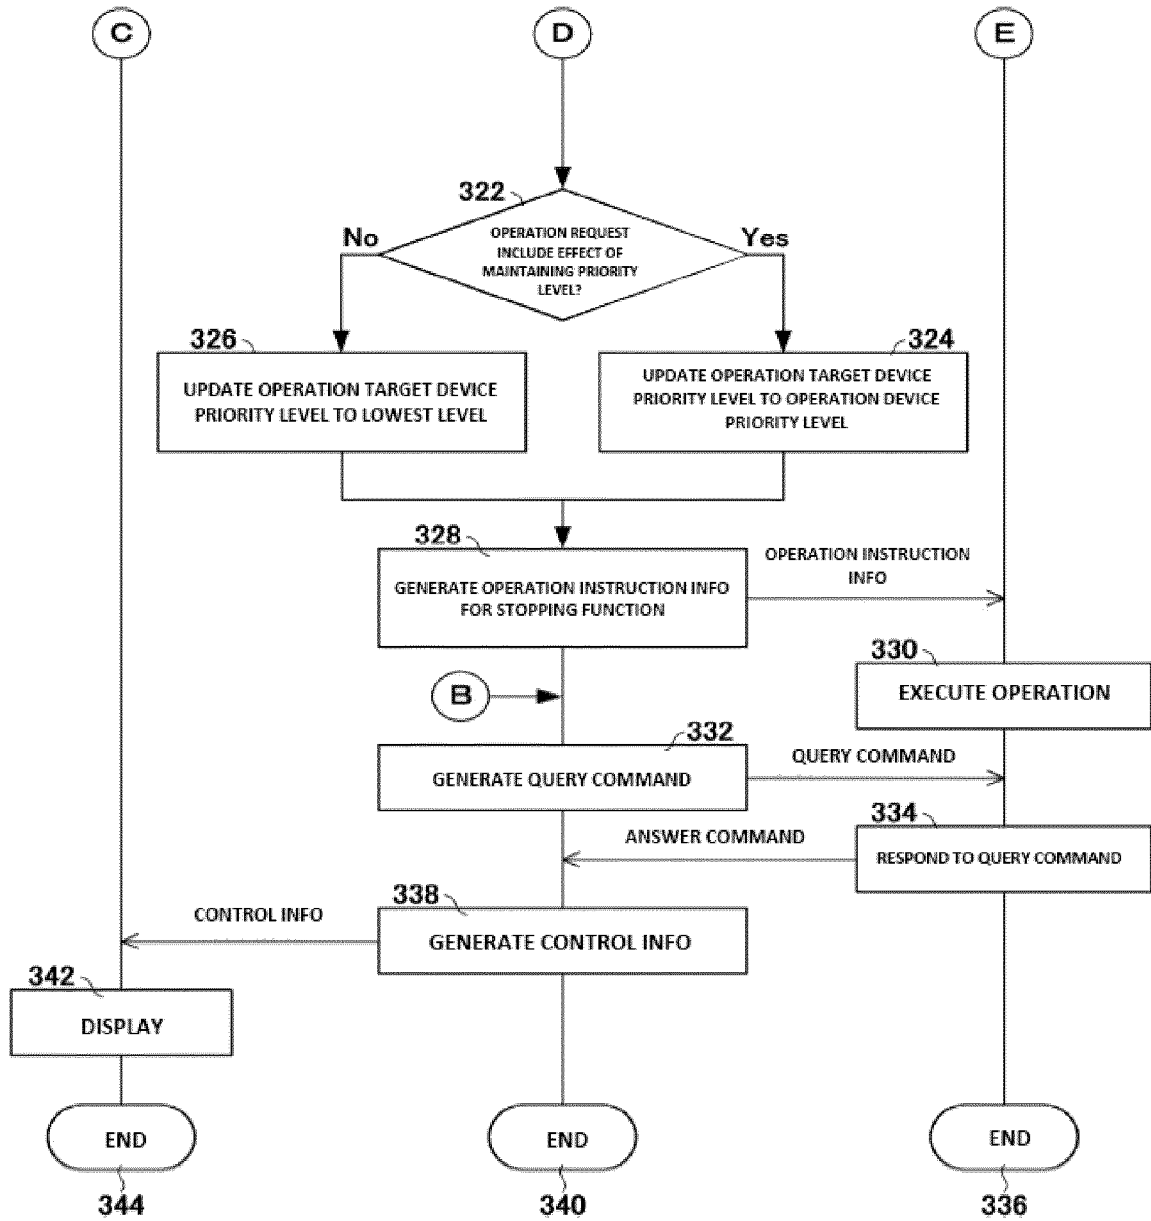 C
D
E
322
No
OPERATION REQUEST
INCLUDE EFFECT OF
MAINTAINING PRIORITY
LEVEL?
Yes
326
UPDATE OPERATION TARGET DEVICE
PRIORITY LEVEL TO LOWEST LEVEL
324
UPDATE OPERATION TARGET DEVICE
PRIORITY LEVEL TO OPERATION DEVICE
PRIORITY LEVEL
328
GENERATE OPERATION INSTRUCTION INFO
FOR STOPPING FUNCTION
OPERATION INSTRUCTION
INFO
330
EXECUTE OPERATION
B
332
GENERATE QUERY COMMAND
QUERY COMMAND
334
RESPOND TO QUERY COMMAND
ANSWER COMMAND
338
GENERATE CONTROL INFO
CONTROL INFO
342
DISPLAY
END
END
END
344
340
336